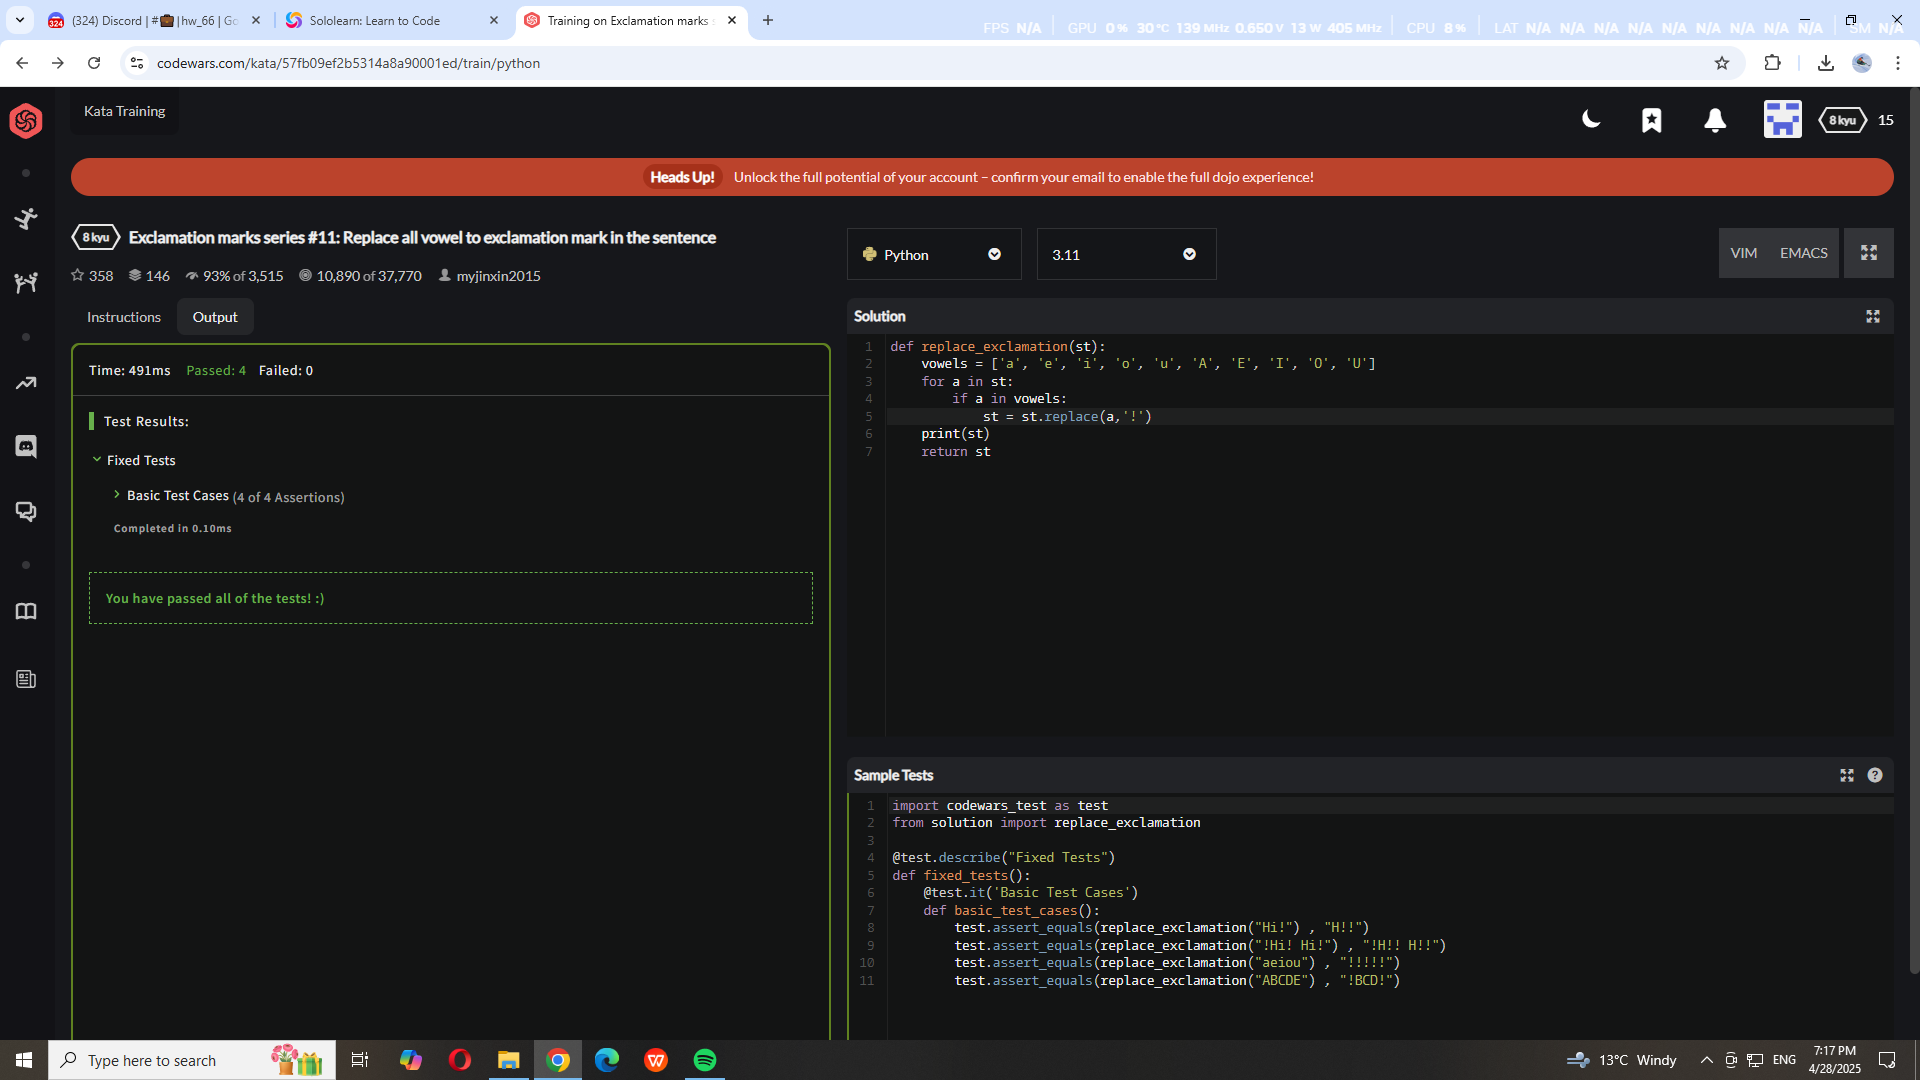 (324) Discord | #💼 | hw_66 | Go
Sololearn: Learn to Code
Training on Exclamation marks s
FPS N/A GPU 0% 30°C 139 MHz 0.650 V 13 W 405 MHz CPU 8% LAT N/A N/A N/A N/A N/A N/A N/A N/A N/A SM N/A
codewars.com/kata/57fb09ef2b5314a8a90001ed/train/python
Kata Training
8 kyu 15
Heads Up! Unlock the full potential of your account – confirm your email to enable the full dojo experience!
8 kyu Exclamation marks series #11: Replace all vowel to exclamation mark in the sentence
358 146 93% of 3,515 10,890 of 37,770 myjinxin2015
Python 3.11 VIM EMACS
Instructions Output
Time: 491ms Passed: 4 Failed: 0
Test Results:
Fixed Tests
Basic Test Cases (4 of 4 Assertions)
Completed in 0.10ms
You have passed all of the tests! :)
Solution
1 def replace_exclamation(st):
2 vowels = ['a', 'e', 'i', 'o', 'u', 'A', 'E', 'I', 'O', 'U']
3 for a in st:
4 if a in vowels:
5 st = st.replace(a,'!')
6 print(st)
7 return st
Sample Tests
1 import codewars_test as test
2 from solution import replace_exclamation
3
4 @test.describe("Fixed Tests")
5 def fixed_tests():
6 @test.it('Basic Test Cases')
7 def basic_test_cases():
8 test.assert_equals(replace_exclamation("Hi!") , "H!!")
9 test.assert_equals(replace_exclamation("!Hi! Hi!") , "!H!! H!!")
10 test.assert_equals(replace_exclamation("aeiou") , "!!!!!")
11 test.assert_equals(replace_exclamation("ABCDE") , "!BCD!")
Type here to search
13°C Windy
ENG
7:17 PM
4/28/2025